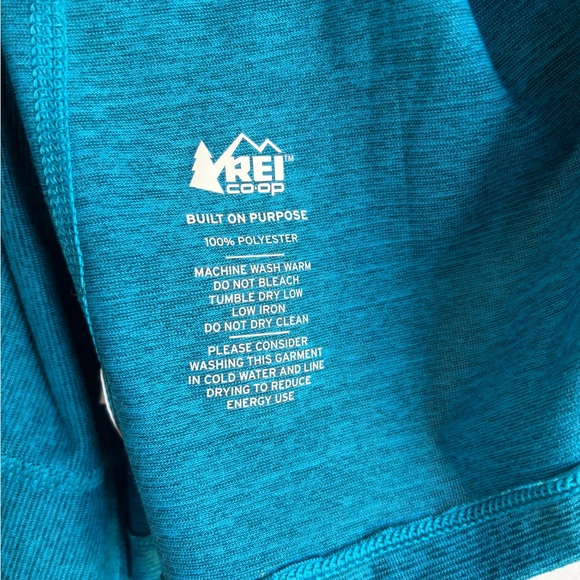 REI™
CO·OP
BUILT ON PURPOSE
100% POLYESTER
MACHINE WASH WARM
DO NOT BLEACH
TUMBLE DRY LOW
LOW IRON
DO NOT DRY CLEAN
PLEASE CONSIDER
WASHING THIS GARMENT
IN COLD WATER AND LINE
DRYING TO REDUCE
ENERGY USE